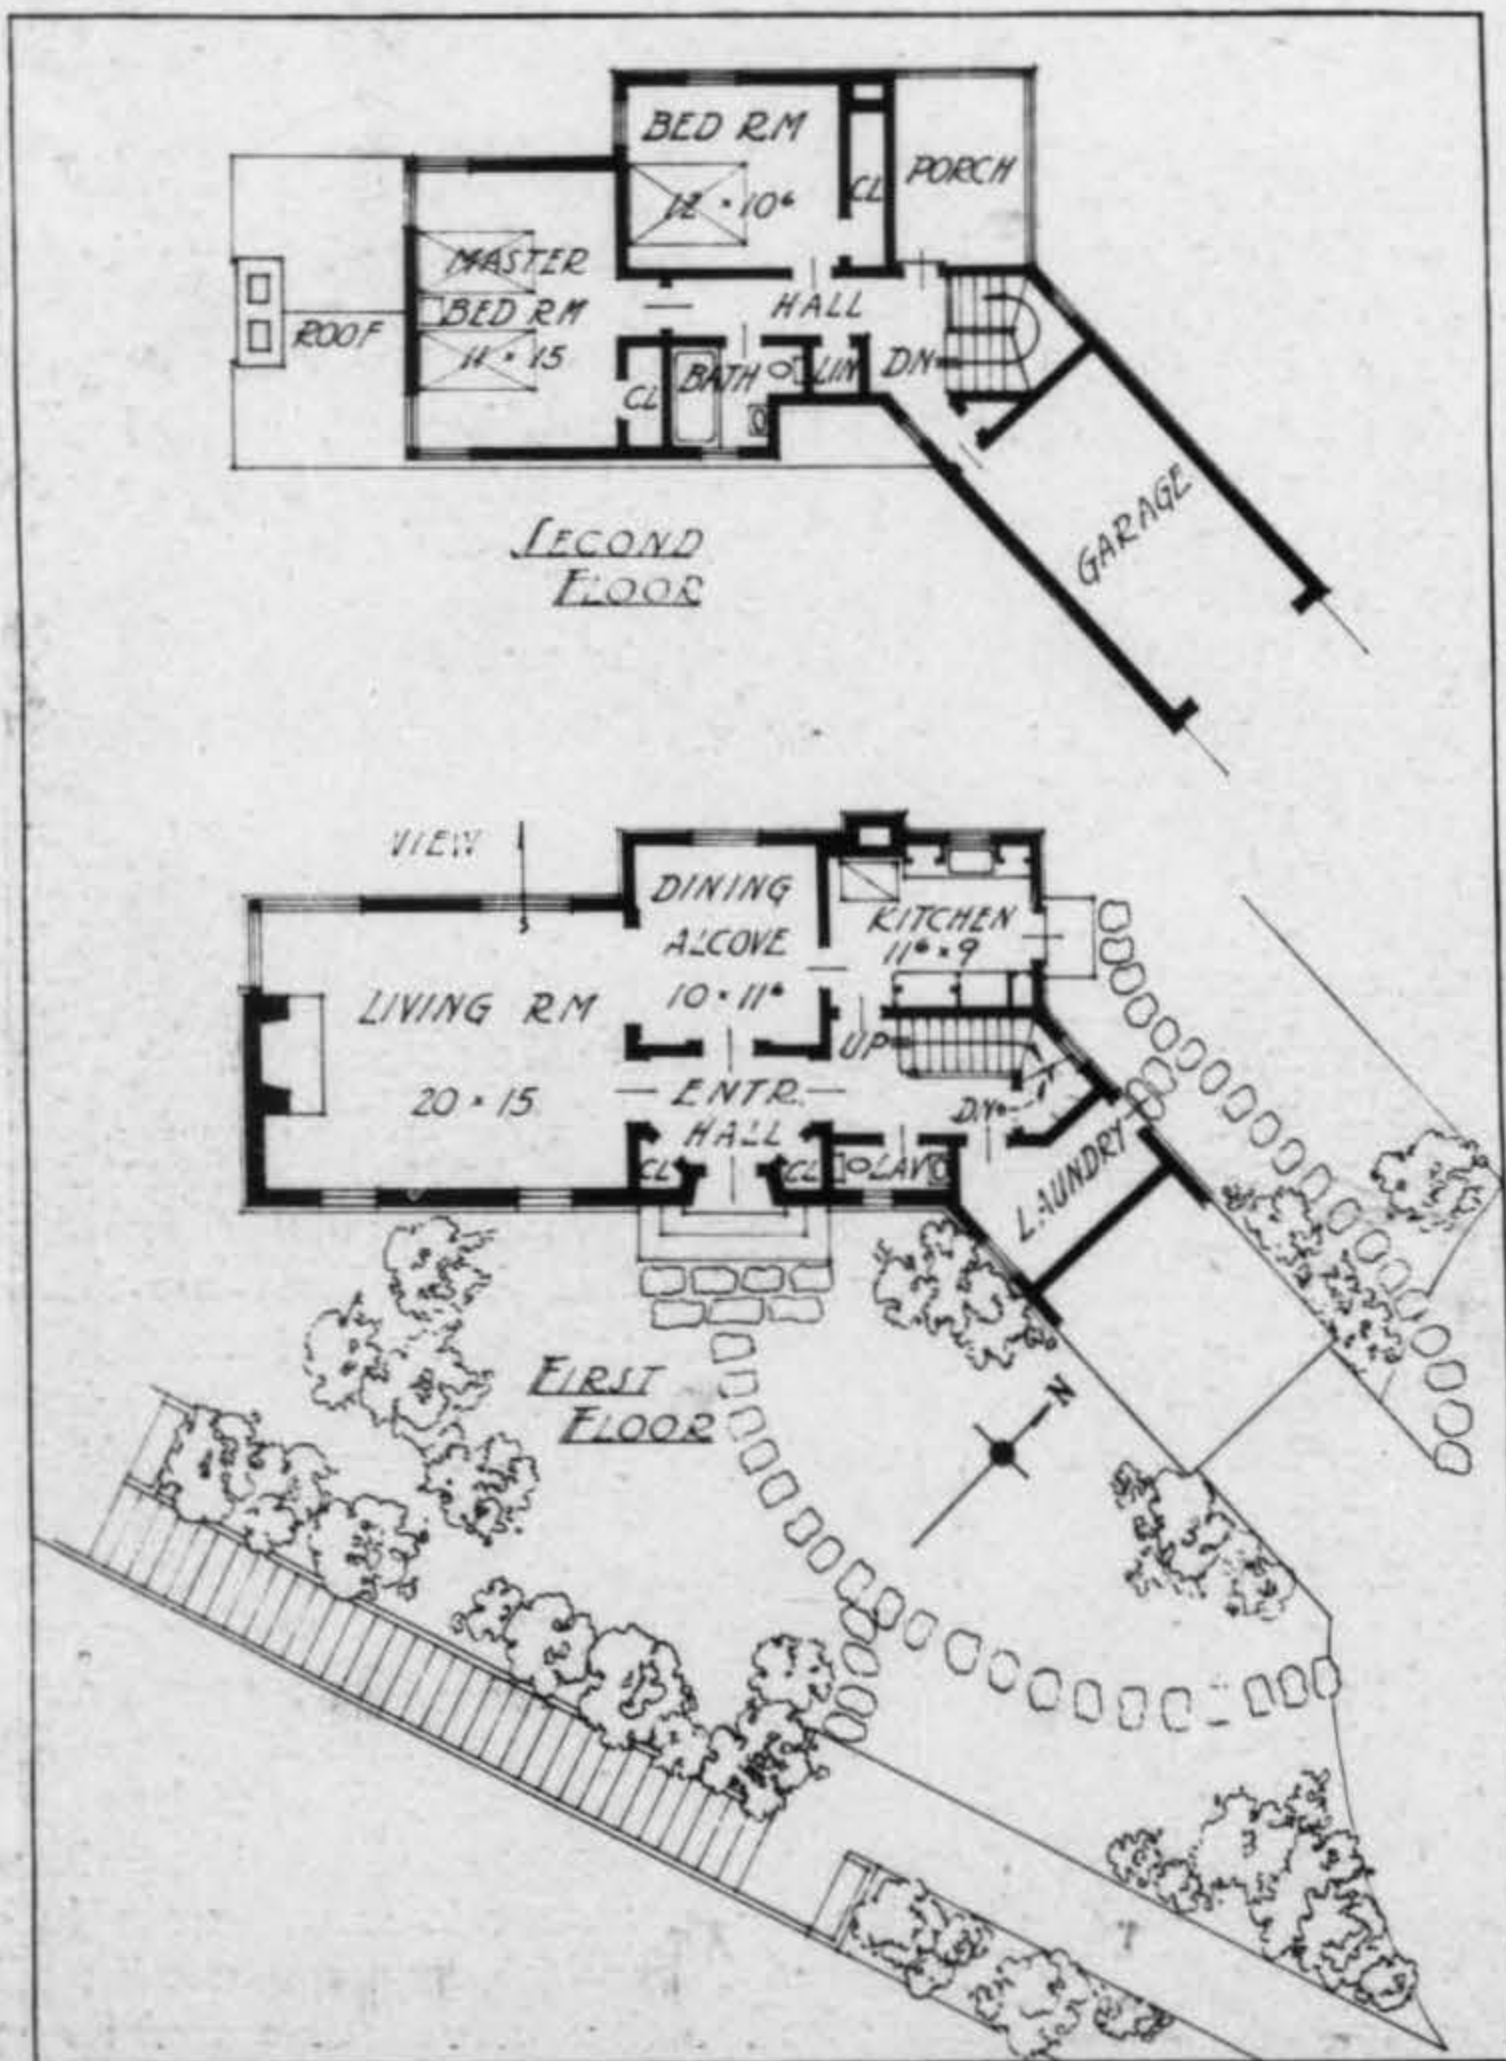 BED RM
12 × 10⁶
CL
PORCH
MASTER
BED RM
11 × 15
ROOF
HALL
CL
BATH
LIN
DN
GARAGE
SECOND
FLOOR
VIEW
DINING
ALCOVE
10 × 11⁶
KITCHEN
11⁶ × 9
LIVING RM
20 × 15
UP
ENTR.
HALL
DN
CL
CL
LAV
LAUNDRY
FIRST
FLOOR
N